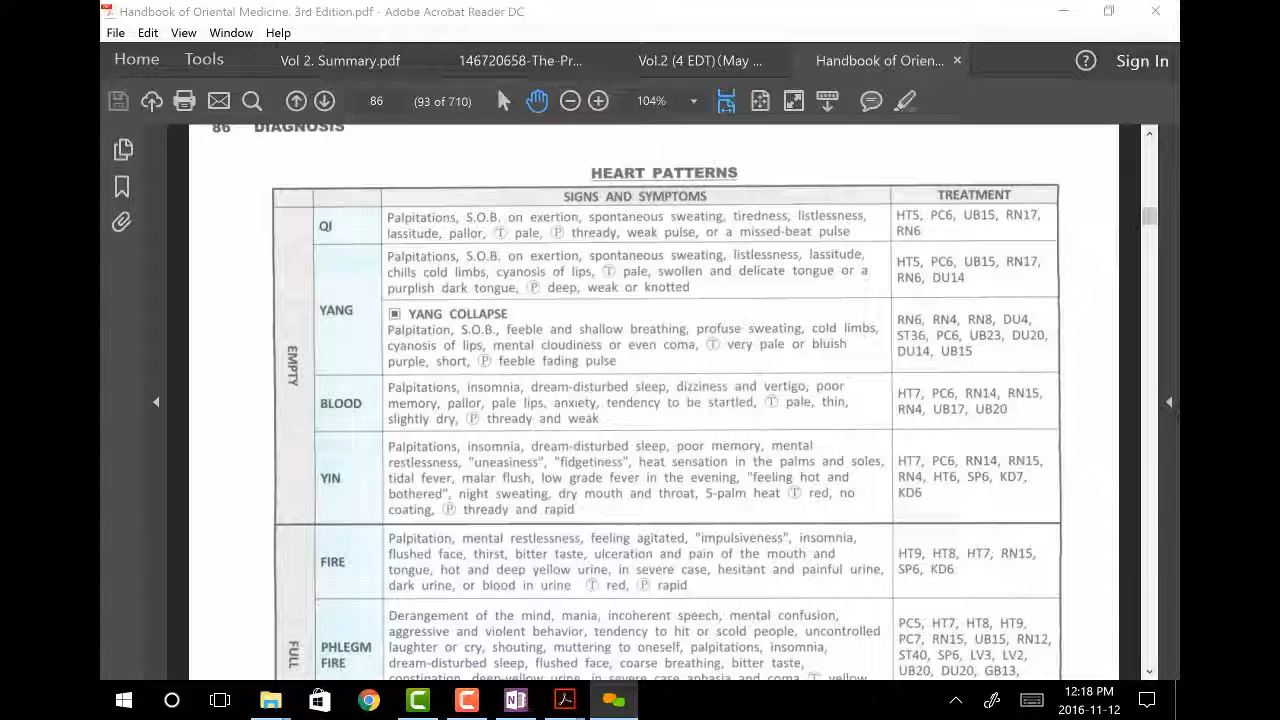 Handbook of Oriental Medicine. 3rd Edition.pdf - Adobe Acrobat Reader DC
File Edit View Window Help
Home Tools Vol 2. Summary.pdf 146720658-The-Pr... Vol.2 (4 EDT)(May ... Handbook of Orien... × ? Sign In
86 (93 of 710) 104%
86 DIAGNOSIS
HEART PATTERNS
SIGNS AND SYMPTOMS TREATMENT
EMPTY
QI
Palpitations, S.O.B. on exertion, spontaneous sweating, tiredness, listlessness,
lassitude, pallor, Ⓣ pale, Ⓟ thready, weak pulse, or a missed-beat pulse
HT5, PC6, UB15, RN17,
RN6
YANG
Palpitations, S.O.B. on exertion, spontaneous sweating, listlessness, lassitude,
chills cold limbs, cyanosis of lips, Ⓣ pale, swollen and delicate tongue or a
purplish dark tongue, Ⓟ deep, weak or knotted
HT5, PC6, UB15, RN17,
RN6, DU14
▣ YANG COLLAPSE
Palpitation, S.O.B., feeble and shallow breathing, profuse sweating, cold limbs,
cyanosis of lips, mental cloudiness or even coma, Ⓣ very pale or bluish
purple, short, Ⓟ feeble fading pulse
RN6, RN4, RN8, DU4,
ST36, PC6, UB23, DU20,
DU14, UB15
BLOOD
Palpitations, insomnia, dream-disturbed sleep, dizziness and vertigo, poor
memory, pallor, pale lips, anxiety, tendency to be startled, Ⓣ pale, thin,
slightly dry, Ⓟ thready and weak
HT7, PC6, RN14, RN15,
RN4, UB17, UB20
YIN
Palpitations, insomnia, dream-disturbed sleep, poor memory, mental
restlessness, "uneasiness", "fidgetiness", heat sensation in the palms and soles,
tidal fever, malar flush, low grade fever in the evening, "feeling hot and
bothered", night sweating, dry mouth and throat, 5-palm heat Ⓣ red, no
coating, Ⓟ thready and rapid
HT7, PC6, RN14, RN15,
RN4, HT6, SP6, KD7,
KD6
FULL
FIRE
Palpitation, mental restlessness, feeling agitated, "impulsiveness", insomnia,
flushed face, thirst, bitter taste, ulceration and pain of the mouth and
tongue, hot and deep yellow urine, in severe case, hesitant and painful urine,
dark urine, or blood in urine Ⓣ red, Ⓟ rapid
HT9, HT8, HT7, RN15,
SP6, KD6
PHLEGM
FIRE
Derangement of the mind, mania, incoherent speech, mental confusion,
aggressive and violent behavior, tendency to hit or scold people, uncontrolled
laughter or cry, shouting, muttering to oneself, palpitations, insomnia,
dream-disturbed sleep, flushed face, coarse breathing, bitter taste,
constipation, deep-yellow urine, in severe case aphasia and coma, Ⓣ yellow
PC5, HT7, HT8, HT9,
PC7, RN15, UB15, RN12,
ST40, SP6, LV3, LV2,
UB20, DU20, GB13,
12:18 PM
2016-11-12